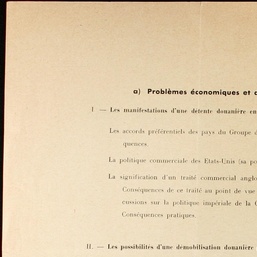 a) Problèmes économiques et
I — Les manifestations d'une détente douanière en
Les accords préférentiels des pays du Groupe
quences.
La politique commerciale des Etats-Unis (sa
La signification d'un traité commercial
Conséquences de ce traité au point de vue
cussions sur la politique impériale de la
Conséquences pratiques.
II. — Les possibilités d'une démobilisation douanière